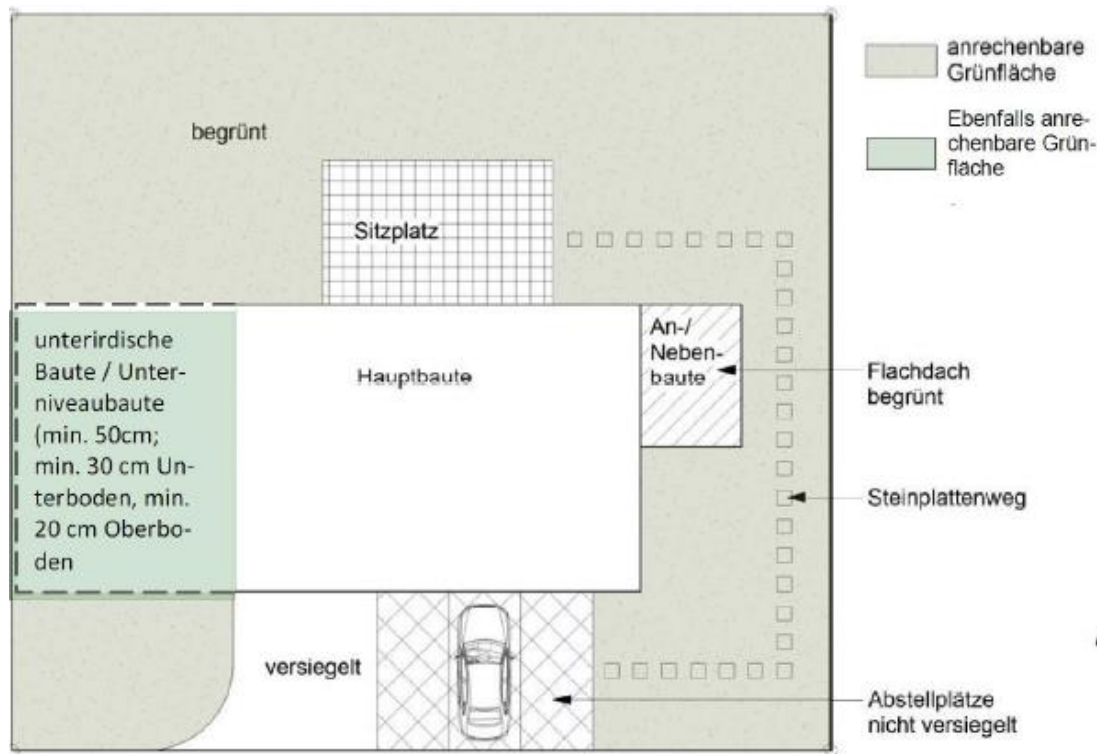 anrechenbare
Grünfläche
begrünt
Ebenfalls anre-
chenbare Grün-
fläche
Sitzplatz
unterirdische
Baute / Unter-
niveaubaute
(min. 50cm;
min. 30 cm Un-
terboden, min.
20 cm Oberbo-
den
Hauptbaute
An-/
Neben-
baute
Flachdach
begrünt
Steinplattenweg
versiegelt
Abstellplätze
nicht versiegelt